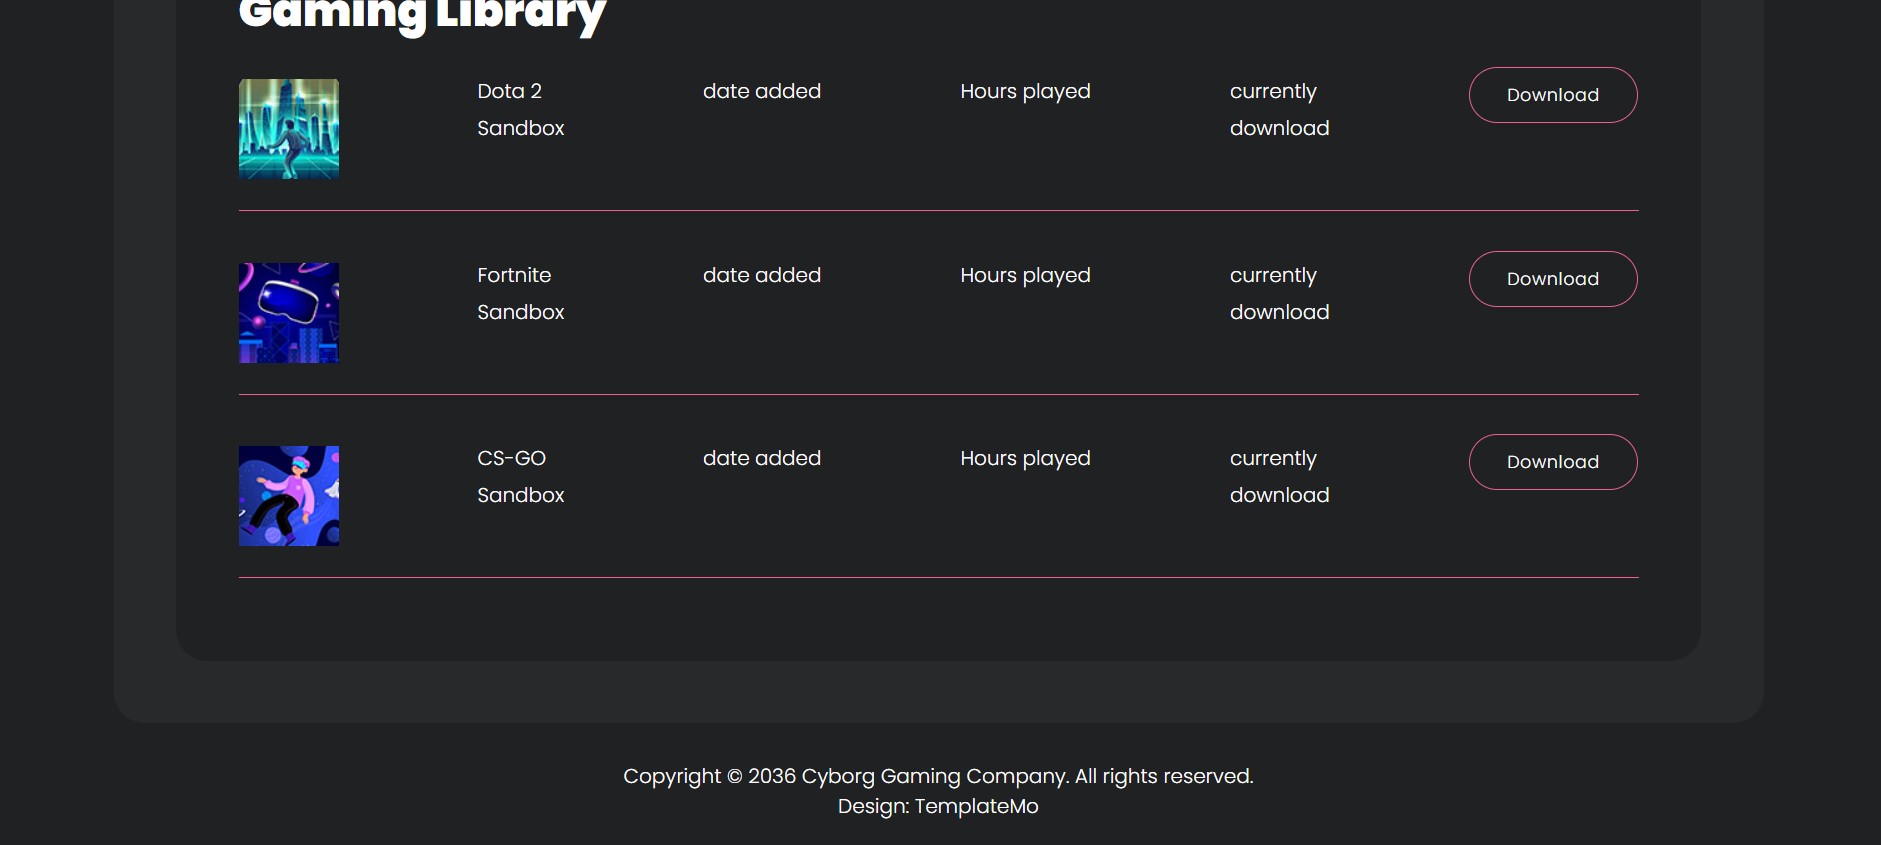 Gaming Library
Dota 2 date added Hours played currently Download
Sandbox download
Fortnite date added Hours played currently Download
Sandbox download
CS-GO date added Hours played currently Download
Sandbox download
Copyright © 2036 Cyborg Gaming Company. All rights reserved.
Design: TemplateMo